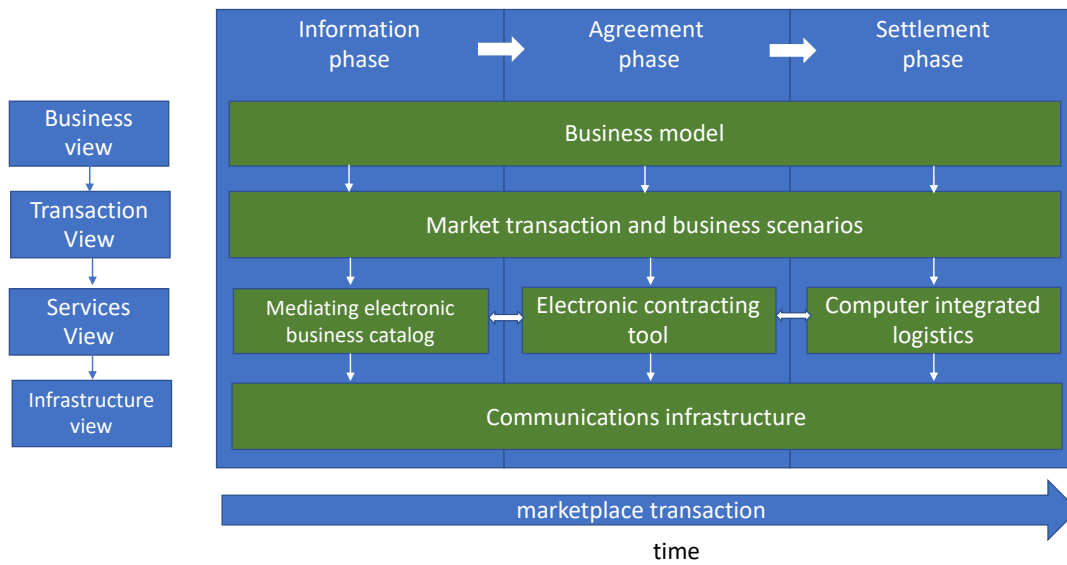 Information
phase
Agreement
phase
Settlement
phase
Business
view
Business model
Transaction
View
Market transaction and business scenarios
Services
View
Mediating electronic
business catalog
Electronic contracting
tool
Computer integrated
logistics
Infrastructure
view
Communications infrastructure
marketplace transaction
time